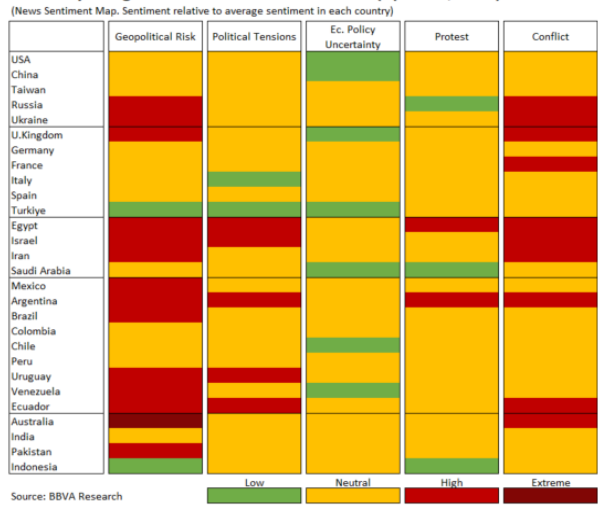 (News Sentiment Map. Sentiment relative to average sentiment in each country)
Geopolitical Risk Political Tensions Ec. Policy Uncertainty Protest Conflict
USA
China
Taiwan
Russia
Ukraine
U.Kingdom
Germany
France
Italy
Spain
Turkiye
Egypt
Israel
Iran
Saudi Arabia
Mexico
Argentina
Brazil
Colombia
Chile
Peru
Uruguay
Venezuela
Ecuador
Australia
India
Pakistan
Indonesia
Low Neutral High Extreme
Source: BBVA Research